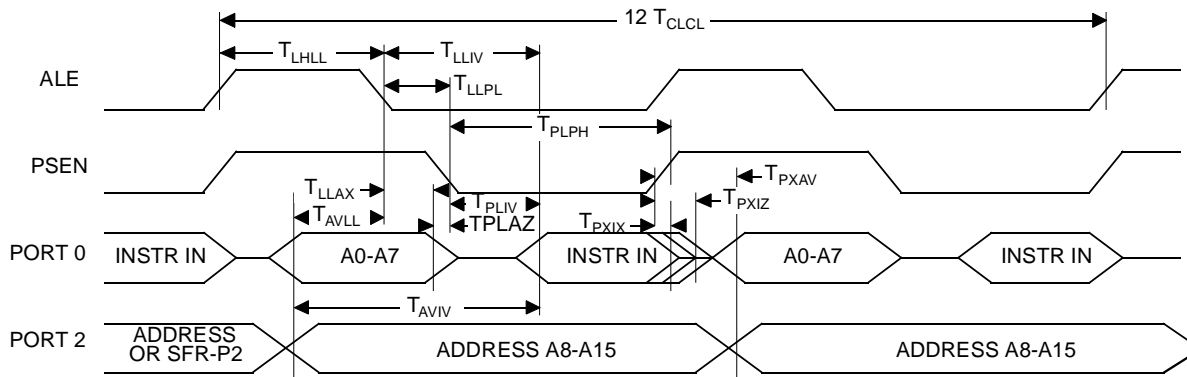 12 TCLCL
TLHLL TLLIV
ALE
TLLPL
TPLPH
PSEN
TLLAX TPXAV
TPLIV TPXIZ
TAVLL TPLAZ TPXIX
PORT 0 INSTR IN A0-A7 INSTR IN A0-A7 INSTR IN
TAVIV
PORT 2 ADDRESS OR SFR-P2 ADDRESS A8-A15 ADDRESS A8-A15